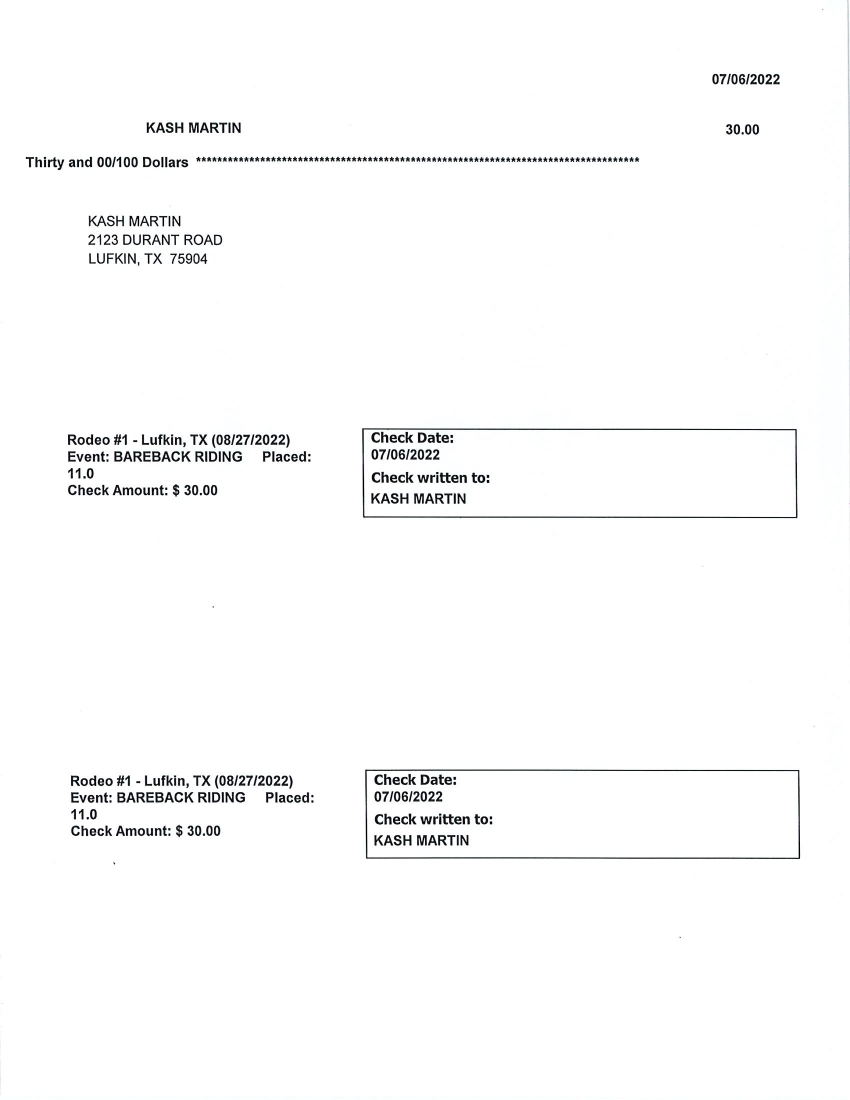 07/06/2022
KASH MARTIN 30.00
Thirty and 00/100 Dollars ************************************************************************************
KASH MARTIN
2123 DURANT ROAD
LUFKIN, TX 75904
Rodeo #1 - Lufkin, TX (08/27/2022)
Event: BAREBACK RIDING Placed:
11.0
Check Amount: $ 30.00
Check Date:
07/06/2022
Check written to:
KASH MARTIN
Rodeo #1 - Lufkin, TX (08/27/2022)
Event: BAREBACK RIDING Placed:
11.0
Check Amount: $ 30.00
Check Date:
07/06/2022
Check written to:
KASH MARTIN